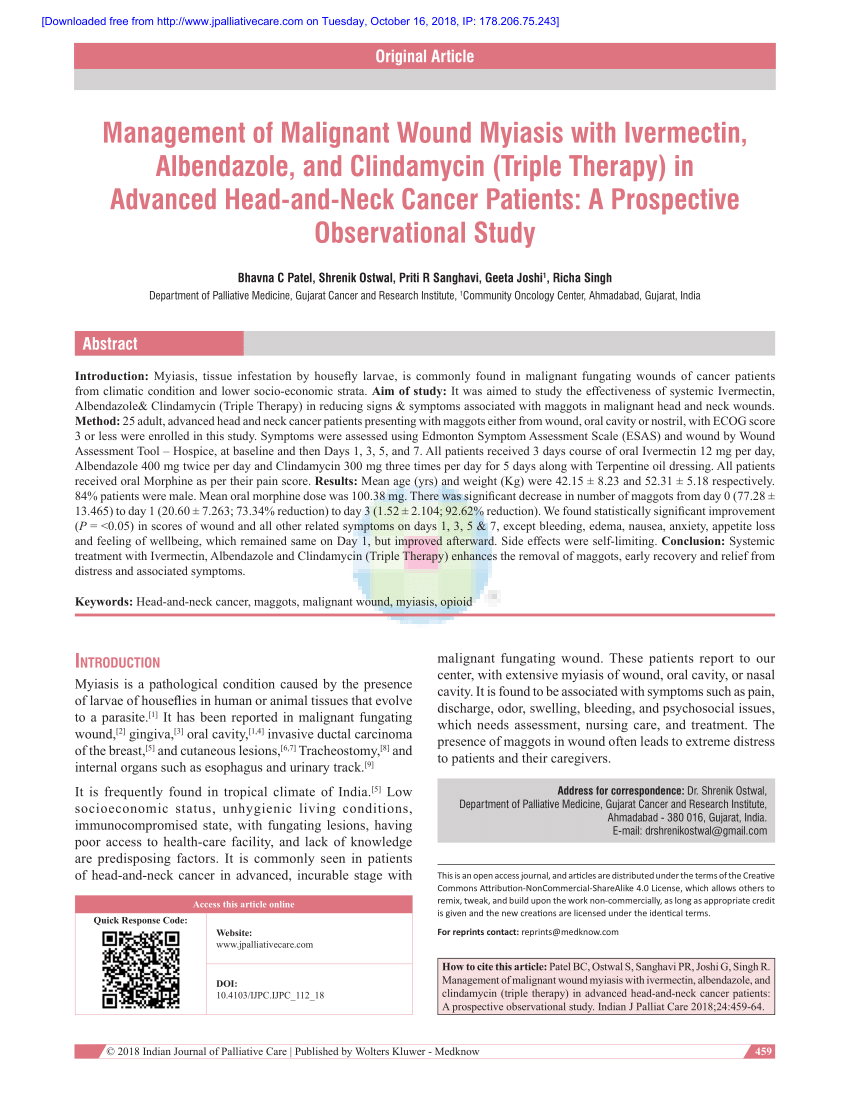 [Downloaded free from http://www.jpalliativecare.com on Tuesday, October 16, 2018, IP: 178.206.75.243]
Original Article
Management of Malignant Wound Myiasis with Ivermectin,
Albendazole, and Clindamycin (Triple Therapy) in
Advanced Head‑and‑Neck Cancer Patients: A Prospective
Observational Study
Bhavna C Patel, Shrenik Ostwal, Priti R Sanghavi, Geeta Joshi1, Richa Singh
Department of Palliative Medicine, Gujarat Cancer and Research Institute, 1Community Oncology Center, Ahmadabad, Gujarat, India
Abstract
Introduction: Myiasis, tissue infestation by housefly larvae, is commonly found in malignant fungating wounds of cancer patients
from climatic condition and lower socio‑economic strata. Aim of study: It was aimed to study the effectiveness of systemic Ivermectin,
Albendazole& Clindamycin (Triple Therapy) in reducing signs & symptoms associated with maggots in malignant head and neck wounds.
Method: 25 adult, advanced head and neck cancer patients presenting with maggots either from wound, oral cavity or nostril, with ECOG score
3 or less were enrolled in this study. Symptoms were assessed using Edmonton Symptom Assessment Scale (ESAS) and wound by Wound
Assessment Tool – Hospice, at baseline and then Days 1, 3, 5, and 7. All patients received 3 days course of oral Ivermectin 12 mg per day,
Albendazole 400 mg twice per day and Clindamycin 300 mg three times per day for 5 days along with Terpentine oil dressing. All patients
received oral Morphine as per their pain score. Results: Mean age (yrs) and weight (Kg) were 42.15 ± 8.23 and 52.31 ± 5.18 respectively.
84% patients were male. Mean oral morphine dose was 100.38 mg. There was significant decrease in number of maggots from day 0 (77.28 ±
13.465) to day 1 (20.60 ± 7.263; 73.34% reduction) to day 3 (1.52 ± 2.104; 92.62% reduction). We found statistically significant improvement
(P = <0.05) in scores of wound and all other related symptoms on days 1, 3, 5 & 7, except bleeding, edema, nausea, anxiety, appetite loss
and feeling of wellbeing, which remained same on Day 1, but improved afterward. Side effects were self-limiting. Conclusion: Systemic
treatment with Ivermectin, Albendazole and Clindamycin (Triple Therapy) enhances the removal of maggots, early recovery and relief from
distress and associated symptoms.
Keywords: Head‑and‑neck cancer, maggots, malignant wound, myiasis, opioid
Introduction
Myiasis is a pathological condition caused by the presence
of larvae of houseflies in human or animal tissues that evolve
to a parasite.[1] It has been reported in malignant fungating
wound,[2] gingiva,[3] oral cavity,[1,4] invasive ductal carcinoma
of the breast,[5] and cutaneous lesions,[6,7] Tracheostomy,[8] and
internal organs such as esophagus and urinary track.[9]
It is frequently found in tropical climate of India.[5] Low
socioeconomic status, unhygienic living conditions,
immunocompromised state, with fungating lesions, having
poor access to health‑care facility, and lack of knowledge
are predisposing factors. It is commonly seen in patients
of head‑and‑neck cancer in advanced, incurable stage with
malignant fungating wound. These patients report to our
center, with extensive myiasis of wound, oral cavity, or nasal
cavity. It is found to be associated with symptoms such as pain,
discharge, odor, swelling, bleeding, and psychosocial issues,
which needs assessment, nursing care, and treatment. The
presence of maggots in wound often leads to extreme distress
to patients and their caregivers.
Address for correspondence: Dr. Shrenik Ostwal,
Department of Palliative Medicine, Gujarat Cancer and Research Institute,
Ahmadabad - 380 016, Gujarat, India.
E-mail: drshrenikostwal@gmail.com
This is an open access journal, and articles are distributed under the terms of the Creative
Commons Attribution‑NonCommercial‑ShareAlike 4.0 License, which allows others to
remix, tweak, and build upon the work non‑commercially, as long as appropriate credit
is given and the new creations are licensed under the identical terms.
For reprints contact: reprints@medknow.com
How to cite this article: Patel BC, Ostwal S, Sanghavi PR, Joshi G, Singh R.
Management of malignant wound myiasis with ivermectin, albendazole, and
clindamycin (triple therapy) in advanced head-and-neck cancer patients:
A prospective observational study. Indian J Palliat Care 2018;24:459-64.
Access this article online
Quick Response Code:
Website:
www.jpalliativecare.com
DOI:
10.4103/IJPC.IJPC_112_18
© 2018 Indian Journal of Palliative Care | Published by Wolters Kluwer - Medknow
459